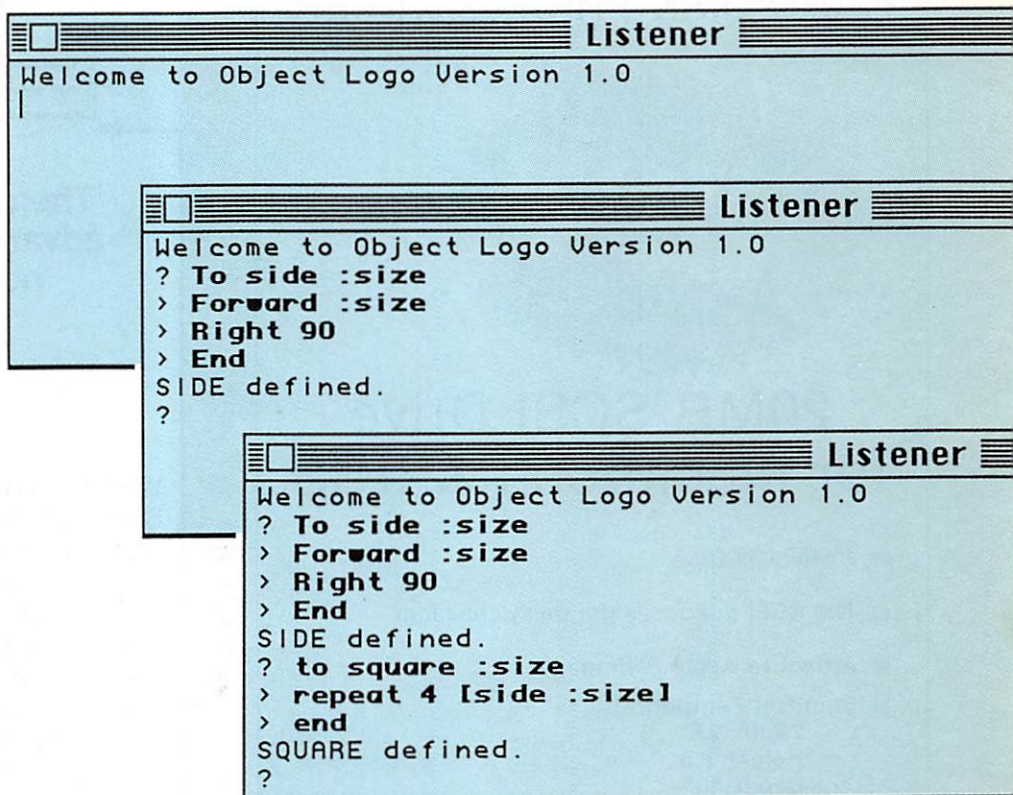 Listener
Welcome to Object Logo Version 1.0
Listener
Welcome to Object Logo Version 1.0
? To side :size
> Forward :size
> Right 90
> End
SIDE defined.
?
Listener
Welcome to Object Logo Version 1.0
? To side :size
> Forward :size
> Right 90
> End
SIDE defined.
? to square :size
> repeat 4 [side :size]
> end
SQUARE defined.
?